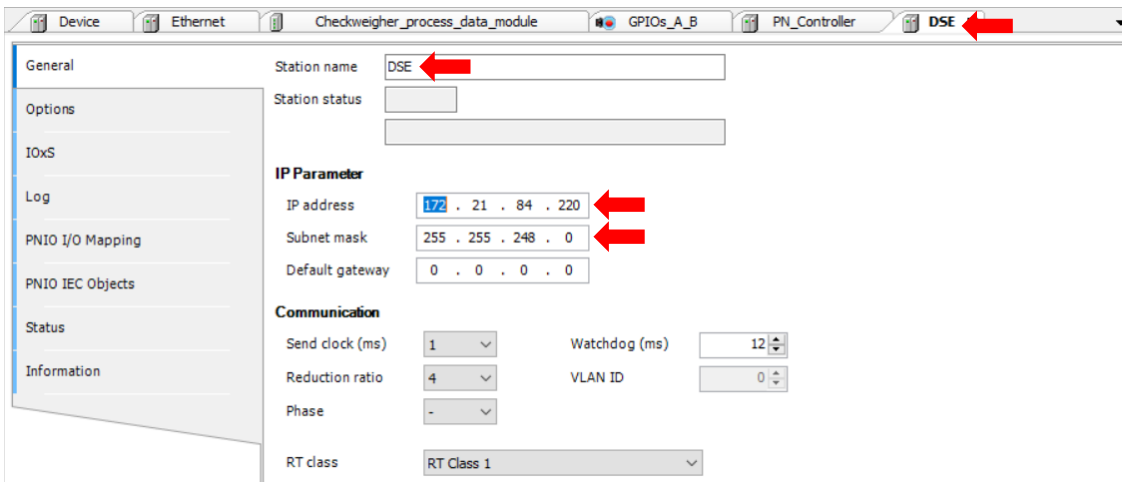 Device Ethernet Checkweigher_process_data_module GPIOs_A_B PN_Controller DSE
General
Options
IOxS
Log
PNIO I/O Mapping
PNIO IEC Objects
Status
Information
Station name DSE
Station status
IP Parameter
IP address 172 . 21 . 84 . 220
Subnet mask 255 . 255 . 248 . 0
Default gateway 0 . 0 . 0 . 0
Communication
Send clock (ms) 1 Watchdog (ms) 12
Reduction ratio 4 VLAN ID 0
Phase -
RT class RT Class 1